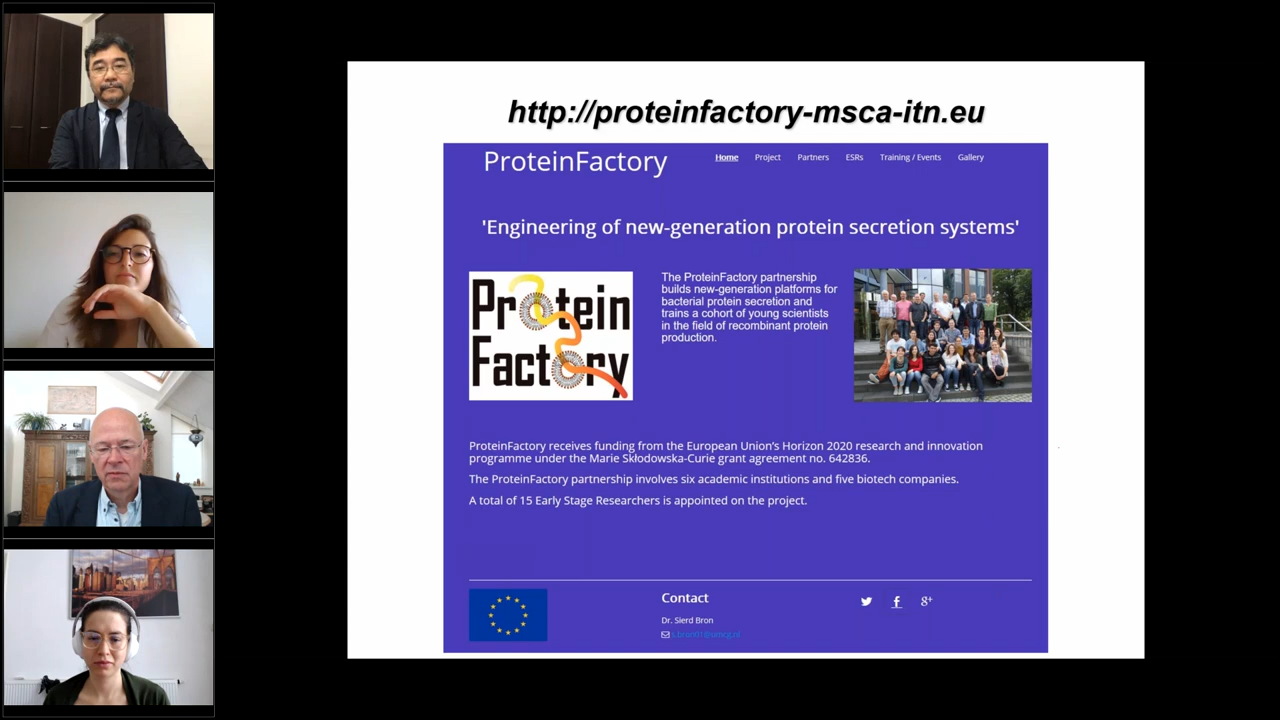 http://proteinfactory-msca-itn.eu
ProteinFactory
Home Project Partners ESRs Training / Events Gallery
'Engineering of new-generation protein secretion systems'
Protein
Factory
The ProteinFactory partnership
builds new-generation platforms for
bacterial protein secretion and
trains a cohort of young scientists
in the field of recombinant protein
production.
ProteinFactory receives funding from the European Union's Horizon 2020 research and innovation
programme under the Marie Skłodowska-Curie grant agreement no. 642836.
The ProteinFactory partnership involves six academic institutions and five biotech companies.
A total of 15 Early Stage Researchers is appointed on the project.
Contact
Dr. Sierd Bron
s.bron01@umcg.nl